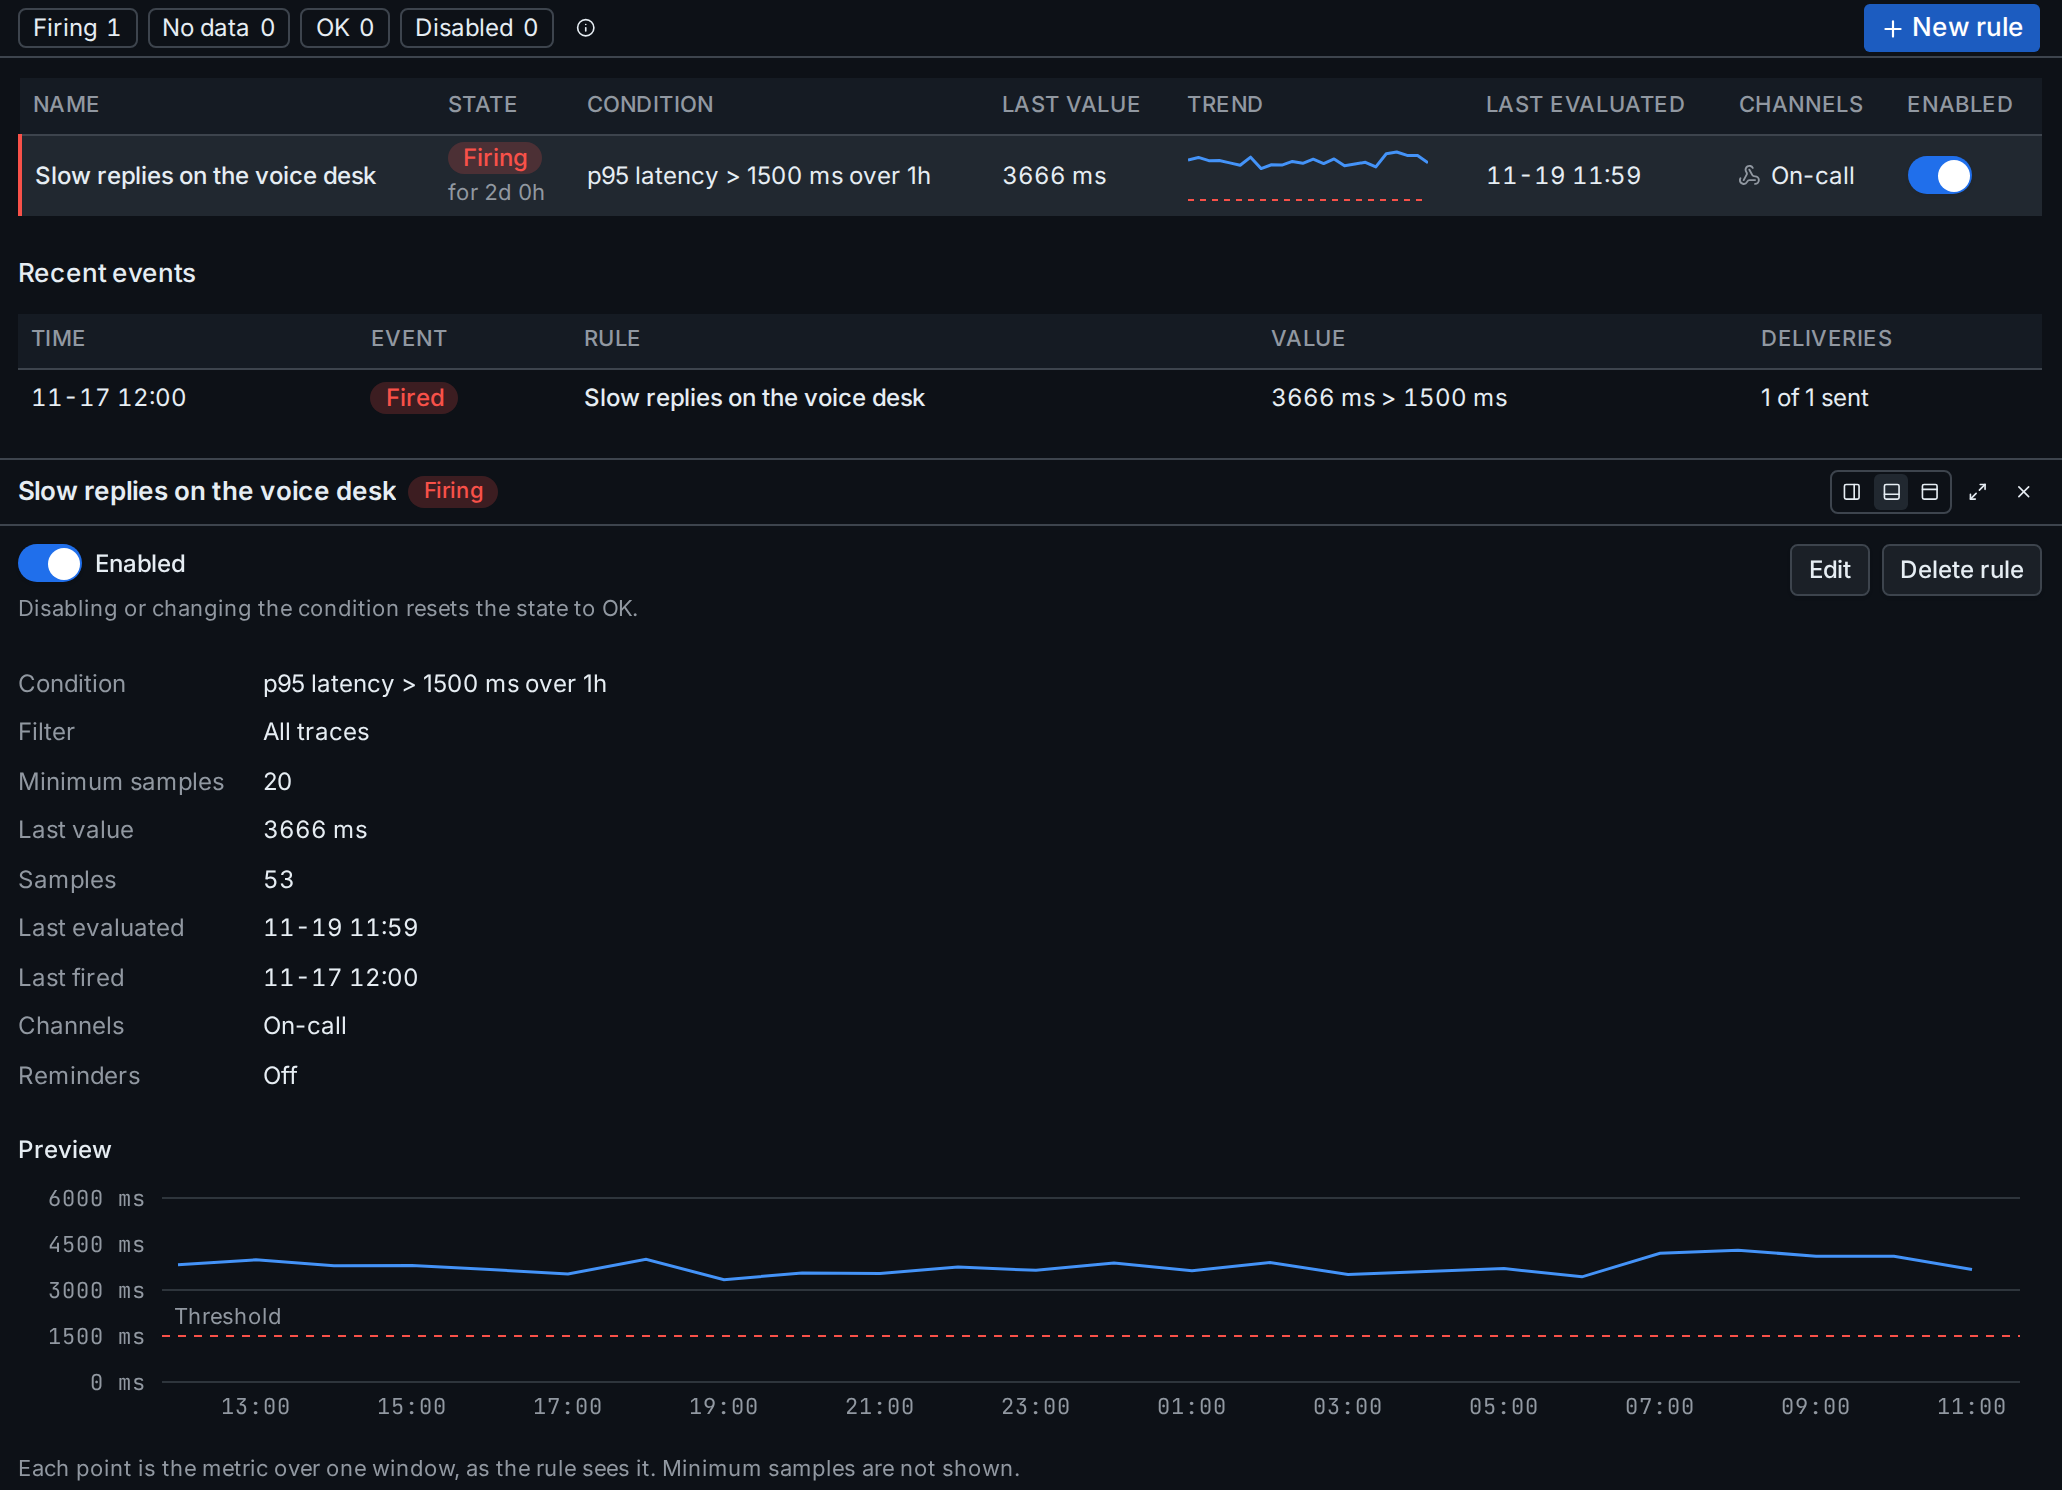 Firing 1 No data 0 OK 0 Disabled 0 + New rule
NAME STATE CONDITION LAST VALUE TREND LAST EVALUATED CHANNELS ENABLED
Slow replies on the voice desk Firing for 2d 0h p95 latency > 1500 ms over 1h 3666 ms 11-19 11:59 On-call
Recent events
TIME EVENT RULE VALUE DELIVERIES
11-17 12:00 Fired Slow replies on the voice desk 3666 ms > 1500 ms 1 of 1 sent
Slow replies on the voice desk Firing
Enabled Edit Delete rule
Disabling or changing the condition resets the state to OK.
Condition p95 latency > 1500 ms over 1h
Filter All traces
Minimum samples 20
Last value 3666 ms
Samples 53
Last evaluated 11-19 11:59
Last fired 11-17 12:00
Channels On-call
Reminders Off
Preview
6000 ms
4500 ms
3000 ms
Threshold
1500 ms
0 ms
13:00 15:00 17:00 19:00 21:00 23:00 01:00 03:00 05:00 07:00 09:00 11:00
Each point is the metric over one window, as the rule sees it. Minimum samples are not shown.